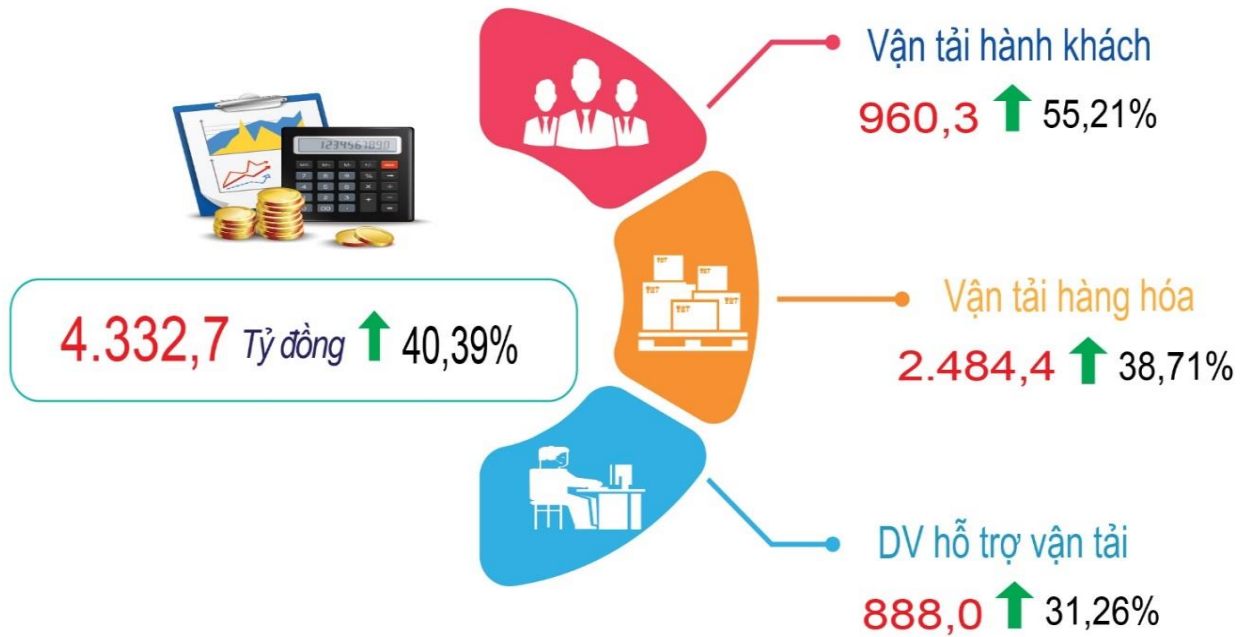 Vận tải hành khách
960,3 55,21%
1234567890
4.332,7 Tỷ đồng 40,39%
Vận tải hàng hóa
2.484,4 38,71%
DV hỗ trợ vận tải
888,0 31,26%